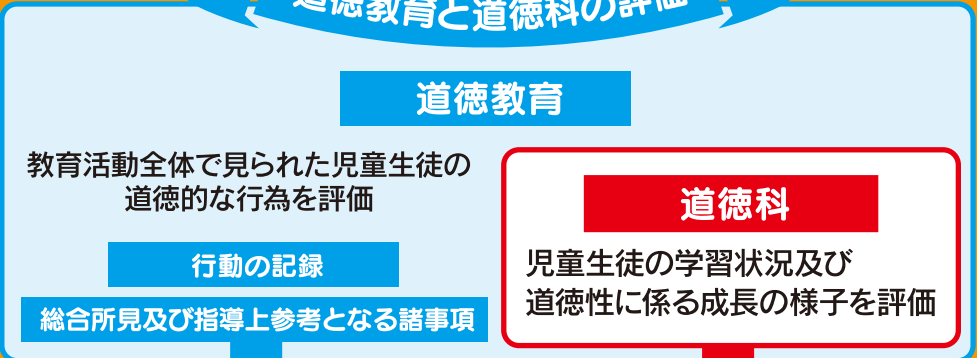 道徳教育と道徳科の評価
道徳教育
教育活動全体で見られた児童生徒の
道徳的な行為を評価
行動の記録
総合所見及び指導上参考となる諸事項
道徳科
児童生徒の学習状況及び
道徳性に係る成長の様子を評価